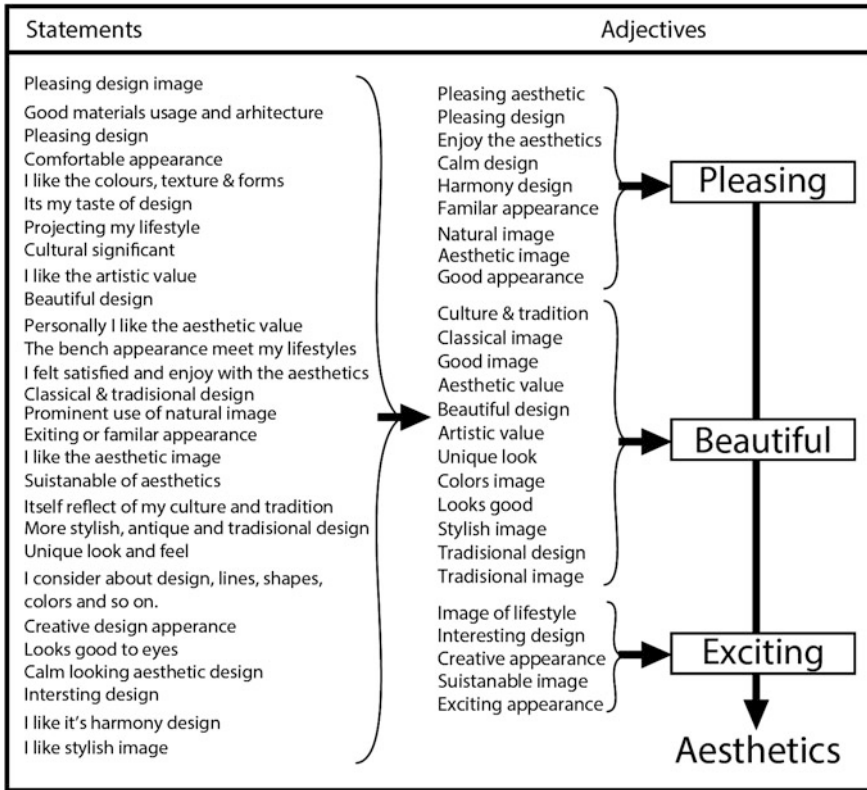 Statements
Adjectives
Pleasing design image
Good materials usage and arhitecture
Pleasing design
Comfortable appearance
I like the colours, texture & forms
Its my taste of design
Projecting my lifestyle
Cultural significant
I like the artistic value
Beautiful design
Personally I like the aesthetic value
The bench appearance meet my lifestyles
I felt satisfied and enjoy with the aesthetics
Classical & tradisional design
Prominent use of natural image
Exiting or familar appearance
I like the aesthetic image
Suistanable of aesthetics
Itself reflect of my culture and tradition
More stylish, antique and tradisional design
Unique look and feel
I consider about design, lines, shapes,
colors and so on.
Creative design apperance
Looks good to eyes
Calm looking aesthetic design
Intersting design
I like it's harmony design
I like stylish image
Pleasing aesthetic
Pleasing design
Enjoy the aesthetics
Calm design
Harmony design
Familar appearance
Natural image
Aesthetic image
Good appearance
Culture & tradition
Classical image
Good image
Aesthetic value
Beautiful design
Artistic value
Unique look
Colors image
Looks good
Stylish image
Tradisional design
Tradisional image
Image of lifestyle
Interesting design
Creative appearance
Suistanable image
Exciting appearance
Pleasing
Beautiful
Exciting
Aesthetics